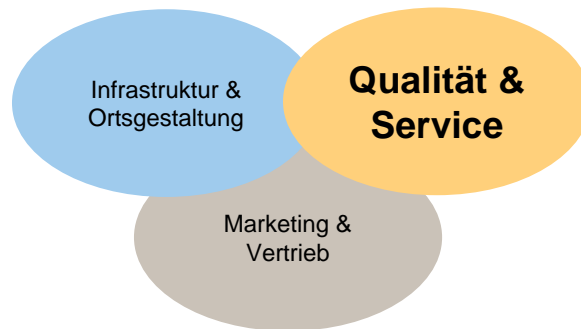 Infrastruktur &
Ortsgestaltung
Qualität &
Service
Marketing &
Vertrieb